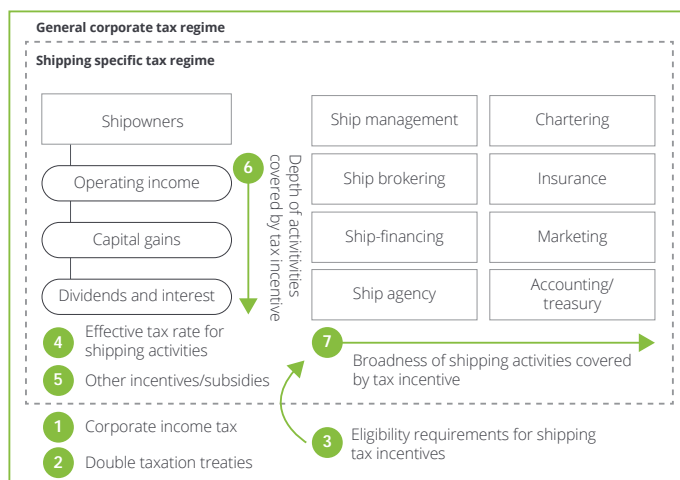 General corporate tax regime
Shipping specific tax regime
Shipowners
Operating income
Capital gains
Dividends and interest
6
Depth of activitivities
covered by tax incentive
Ship management
Chartering
Ship brokering
Insurance
Ship-financing
Marketing
Ship agency
Accounting/
treasury
4
Effective tax rate for
shipping activities
5
Other incentives/subsidies
7
Broadness of shipping activities covered
by tax incentive
1
Corporate income tax
2
Double taxation treaties
3
Eligibility requirements for shipping
tax incentives